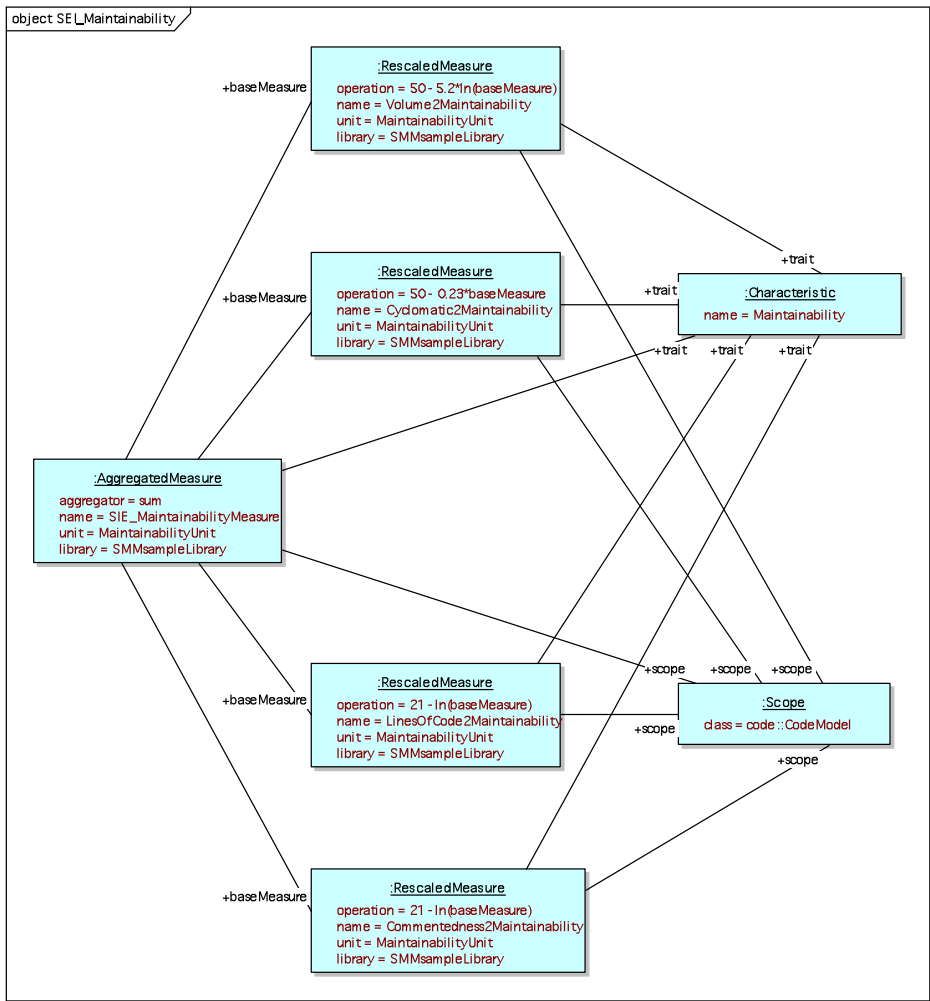 object SEI_Maintainability
:RescaledMeasure
+baseMeasure
operation = 50 - 5.2*ln(baseMeasure)
name = Volume2Maintainability
unit = MaintainabilityUnit
library = SMMsampleLibrary
+trait
:RescaledMeasure
operation = 50 - 0.23*baseMeasure
name = Cyclomatic2Maintainability
unit = MaintainabilityUnit
library = SMMsampleLibrary
+baseMeasure
+trait
:Characteristic
name = Maintainability
+trait
+trait
+trait
:AggregatedMeasure
aggregator = sum
name = SIE_MaintainabilityMeasure
unit = MaintainabilityUnit
library = SMMsampleLibrary
+scope
+scope
+scope
:RescaledMeasure
+baseMeasure
operation = 21 - ln(baseMeasure)
name = LinesOfCode2Maintainability
unit = MaintainabilityUnit
library = SMMsampleLibrary
:Scope
class = code::CodeModel
+scope
+scope
:RescaledMeasure
+baseMeasure
operation = 21 - ln(baseMeasure)
name = Commentedness2Maintainability
unit = MaintainabilityUnit
library = SMMsampleLibrary